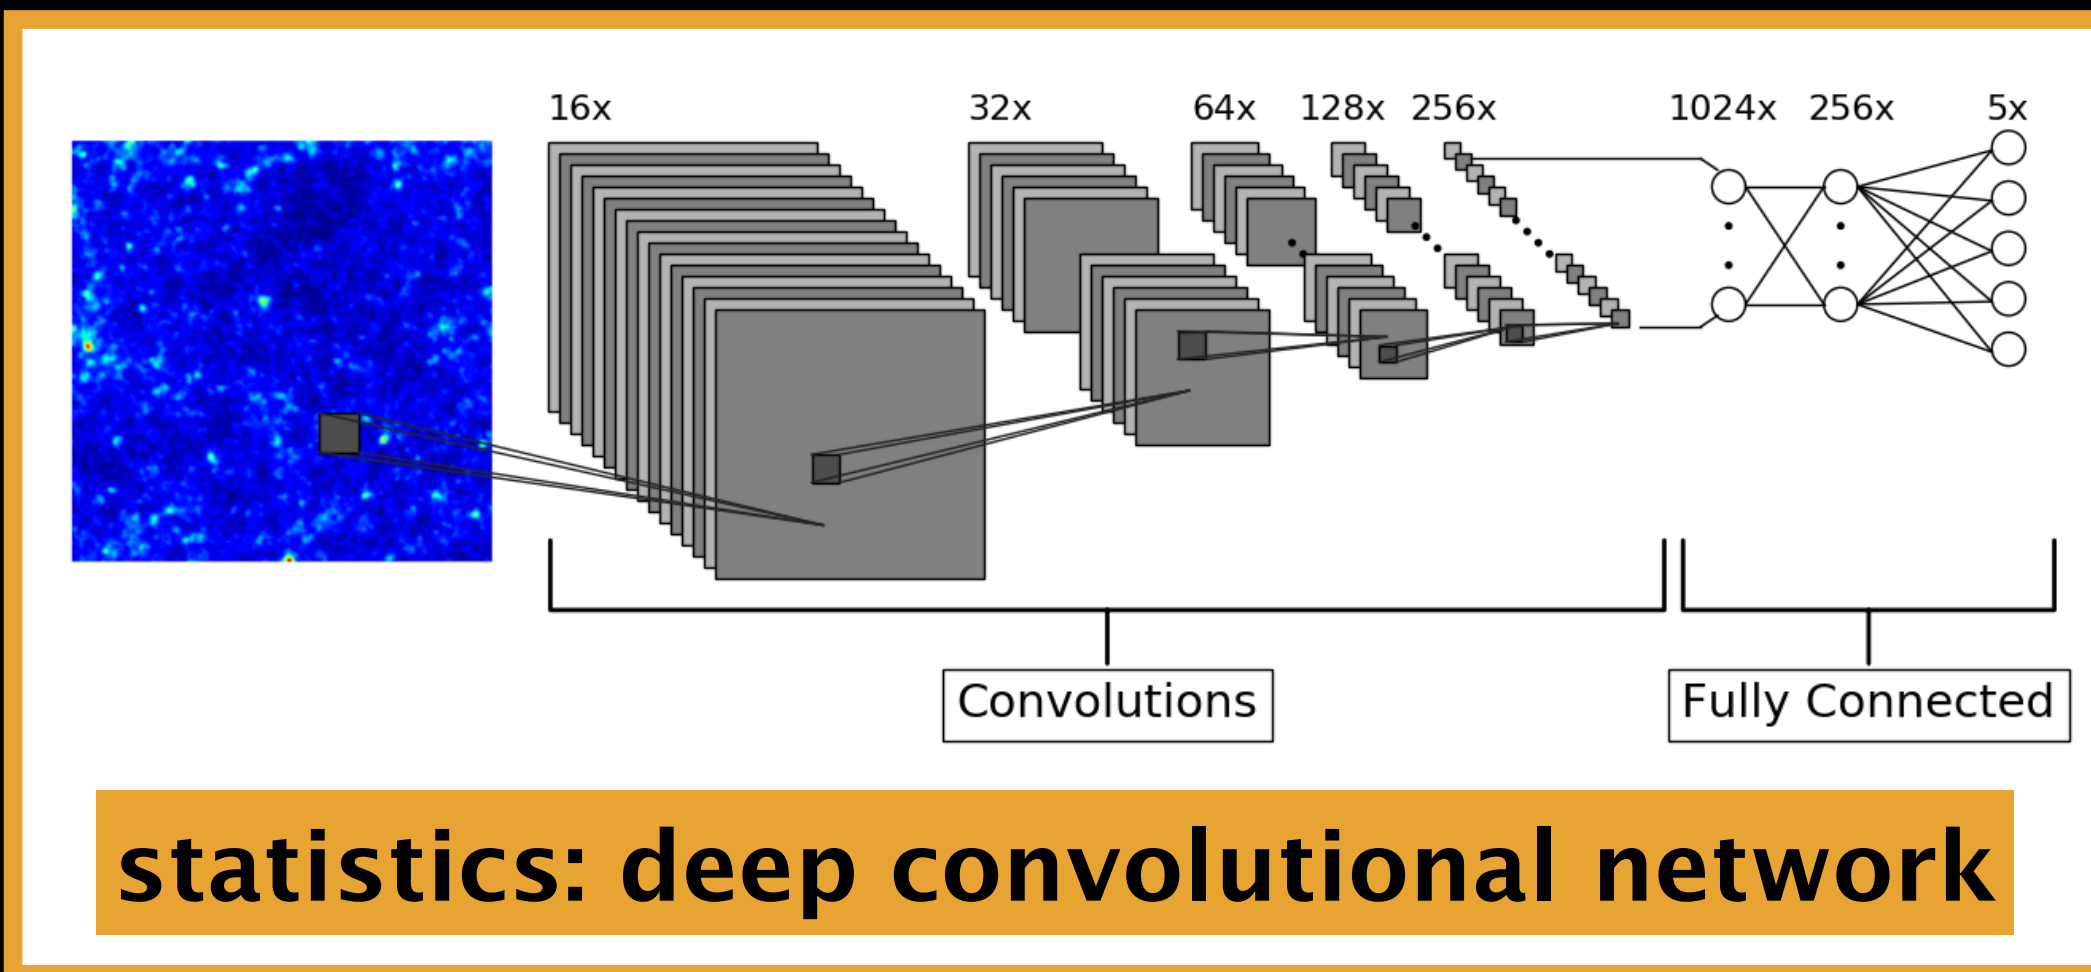 16x 32x 64x 128x 256x 1024x 256x 5x
Convolutions Fully Connected
statistics: deep convolutional network